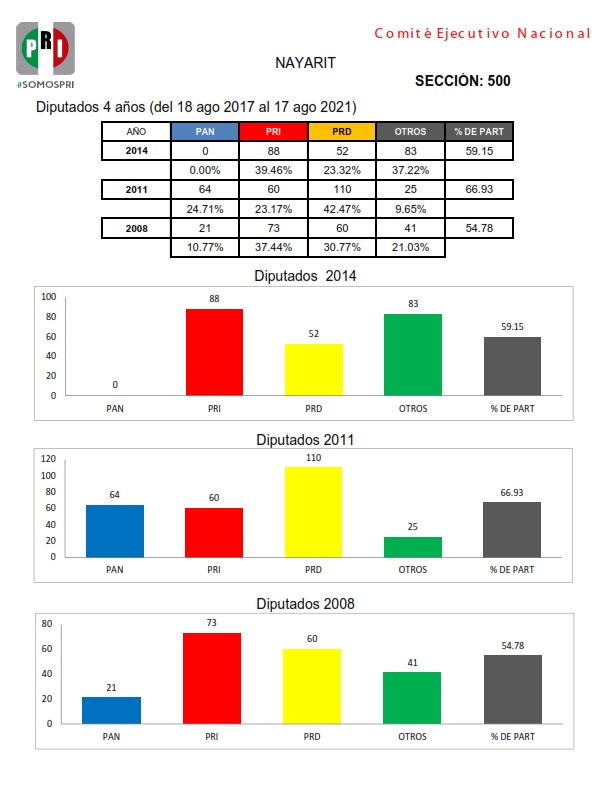 Comité Ejecutivo Nacional
PRI
#SOMOSPRI
NAYARIT
SECCIÓN: 500
Diputados 4 años (del 18 ago 2017 al 17 ago 2021)
AÑO PAN PRI PRD OTROS % DE PART
2014 0 88 52 83 59.15
0.00% 39.46% 23.32% 37.22%
2011 64 60 110 25 66.93
24.71% 23.17% 42.47% 9.65%
2008 21 73 60 41 54.78
10.77% 37.44% 30.77% 21.03%
Diputados 2014
100
80
60
40
20
0
0 88 52 83 59.15
PAN PRI PRD OTROS % DE PART
Diputados 2011
120
100
80
60
40
20
0
64 60 110 25 66.93
PAN PRI PRD OTROS % DE PART
Diputados 2008
80
60
40
20
0
21 73 60 41 54.78
PAN PRI PRD OTROS % DE PART